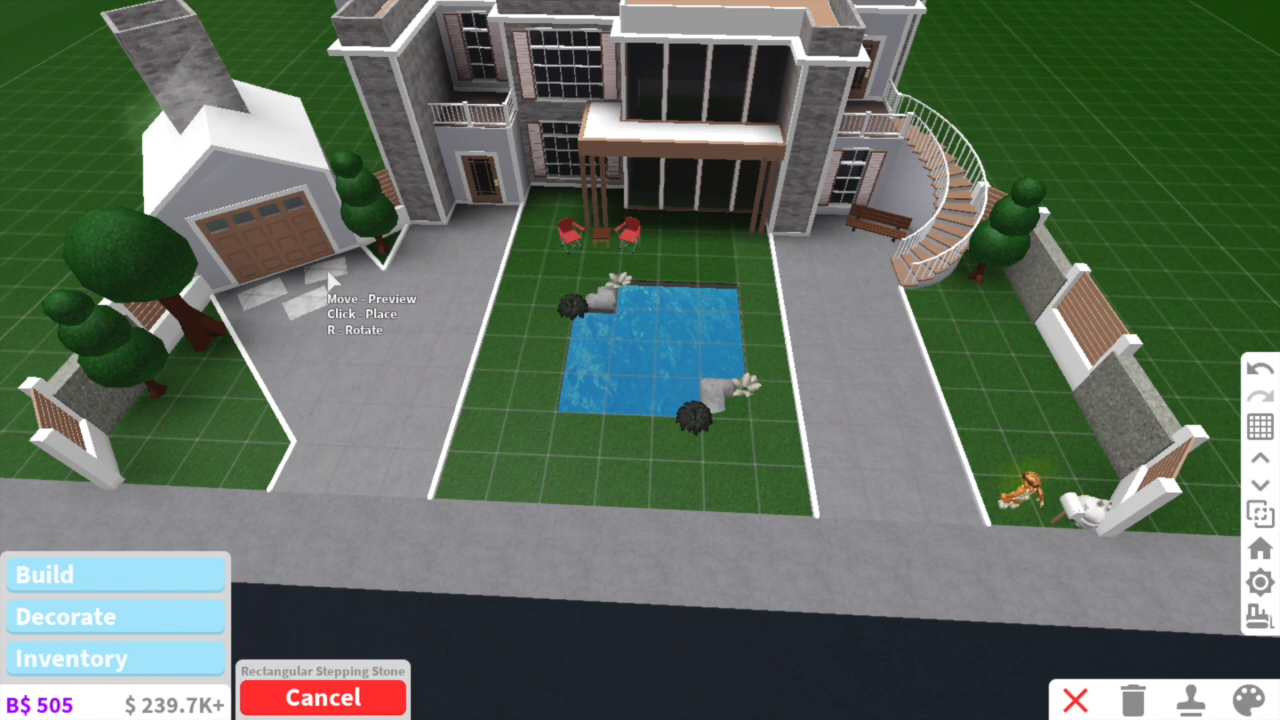 Move - Preview
Click - Place
R - Rotate
Build
Decorate
Inventory
B$ 505
$ 239.7K+
Rectangular Stepping Stone
Cancel